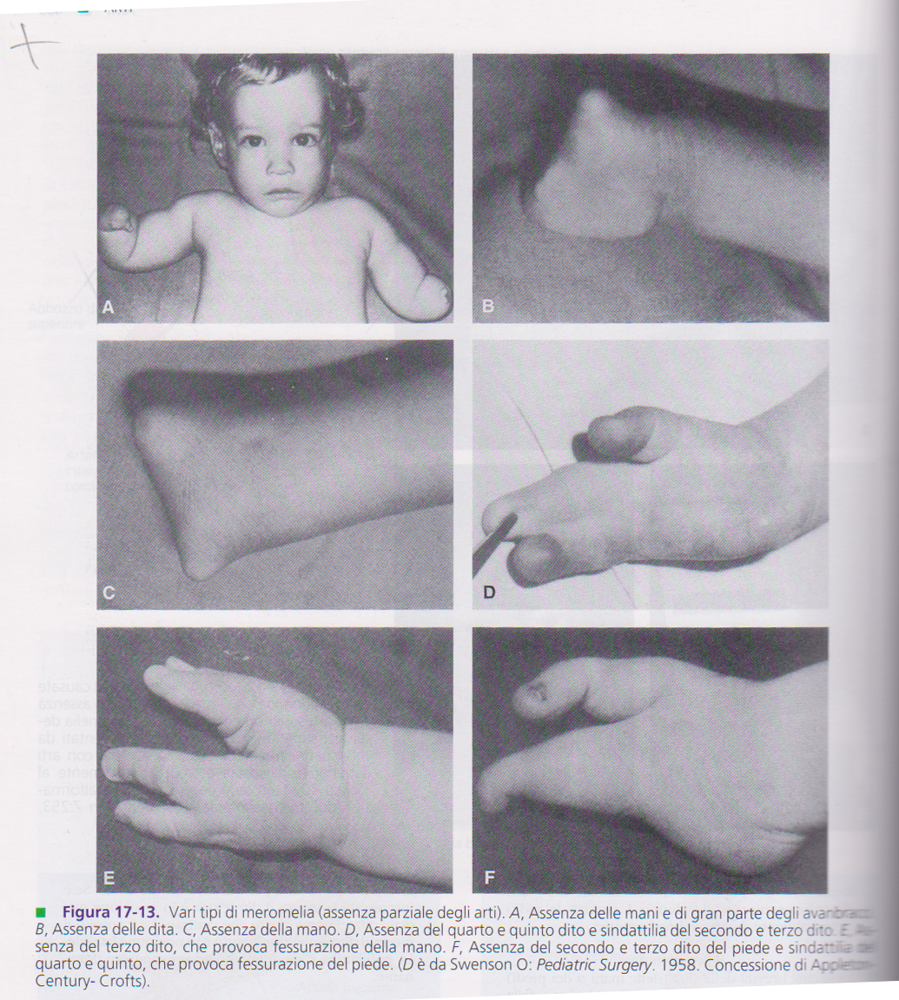 A
B
C
D
E
F
Figura 17-13. Vari tipi di meromelia (assenza parziale degli arti). A, Assenza delle mani e di gran parte degli
B, Assenza delle dita. C, Assenza della mano. D, Assenza del quarto e quinto dito e sindattilia del secondo e terzo dito. E,
senza del terzo dito, che provoca fessurazione della mano. F, Assenza del secondo e terzo dito del piede e sindattilia
quarto e quinto, che provoca fessurazione del piede. (D è da Swenson O: Pediatric Surgery. 1958. Concessione di
Century- Crofts).